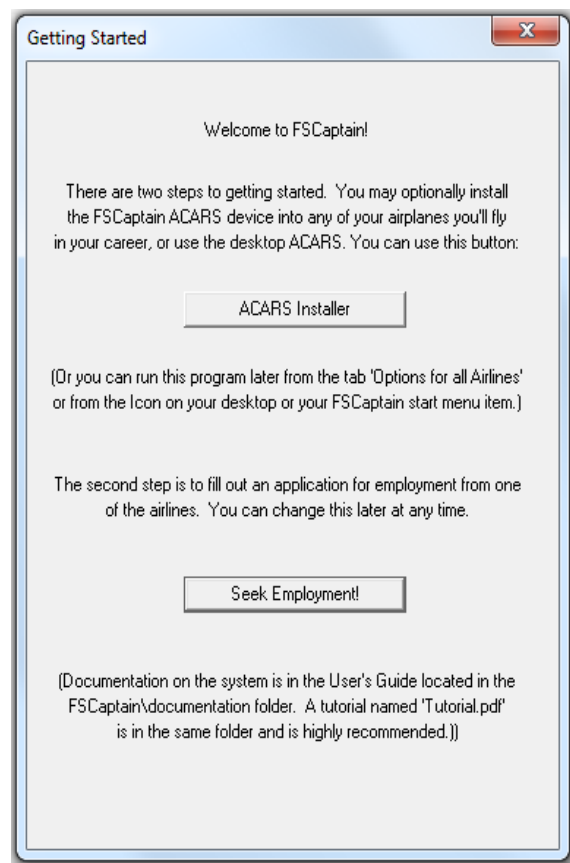 Getting Started
Welcome to FSCaptain!
There are two steps to getting started. You may optionally install
the FSCaptain ACARS device into any of your airplanes you'll fly
in your career, or use the desktop ACARS. You can use this button:
ACARS Installer
(Or you can run this program later from the tab 'Options for all Airlines'
or from the Icon on your desktop or your FSCaptain start menu item.)
The second step is to fill out an application for employment from one
of the airlines. You can change this later at any time.
Seek Employment!
(Documentation on the system is in the User's Guide located in the
FSCaptain\documentation folder. A tutorial named 'Tutorial.pdf'
is in the same folder and is highly recommended.))